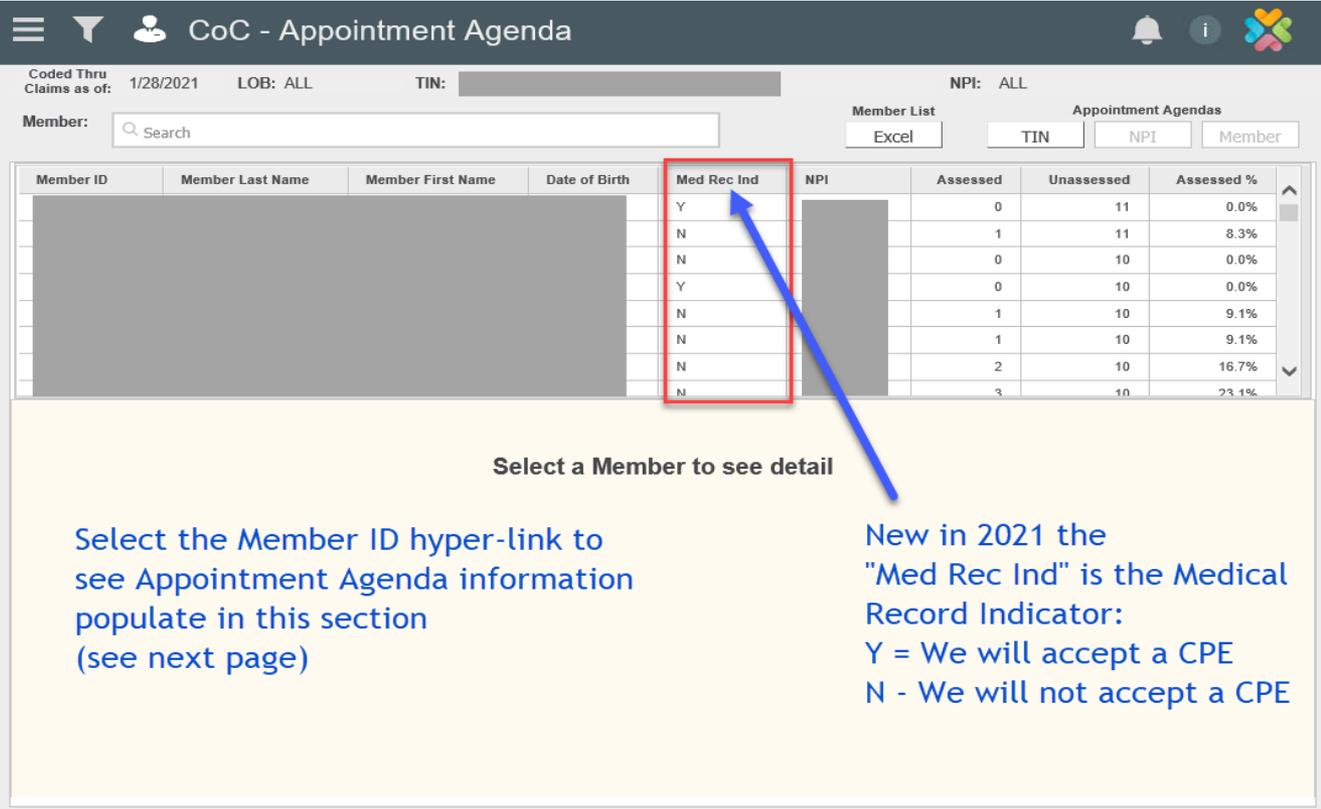 CoC - Appointment Agenda
i
Coded Thru
Claims as of: 1/28/2021 LOB: ALL TIN: NPI: ALL
Member List Appointment Agendas
Member: Search Excel TIN NPI Member
Member ID Member Last Name Member First Name Date of Birth Med Rec Ind NPI Assessed Unassessed Assessed %
Y 0 11 0.0%
N 1 11 8.3%
N 0 10 0.0%
Y 0 10 0.0%
N 1 10 9.1%
N 1 10 9.1%
N 2 10 16.7%
N 3 10 23.1%
Select a Member to see detail
Select the Member ID hyper-link to
see Appointment Agenda information
populate in this section
(see next page)
New in 2021 the
"Med Rec Ind" is the Medical
Record Indicator:
Y = We will accept a CPE
N - We will not accept a CPE